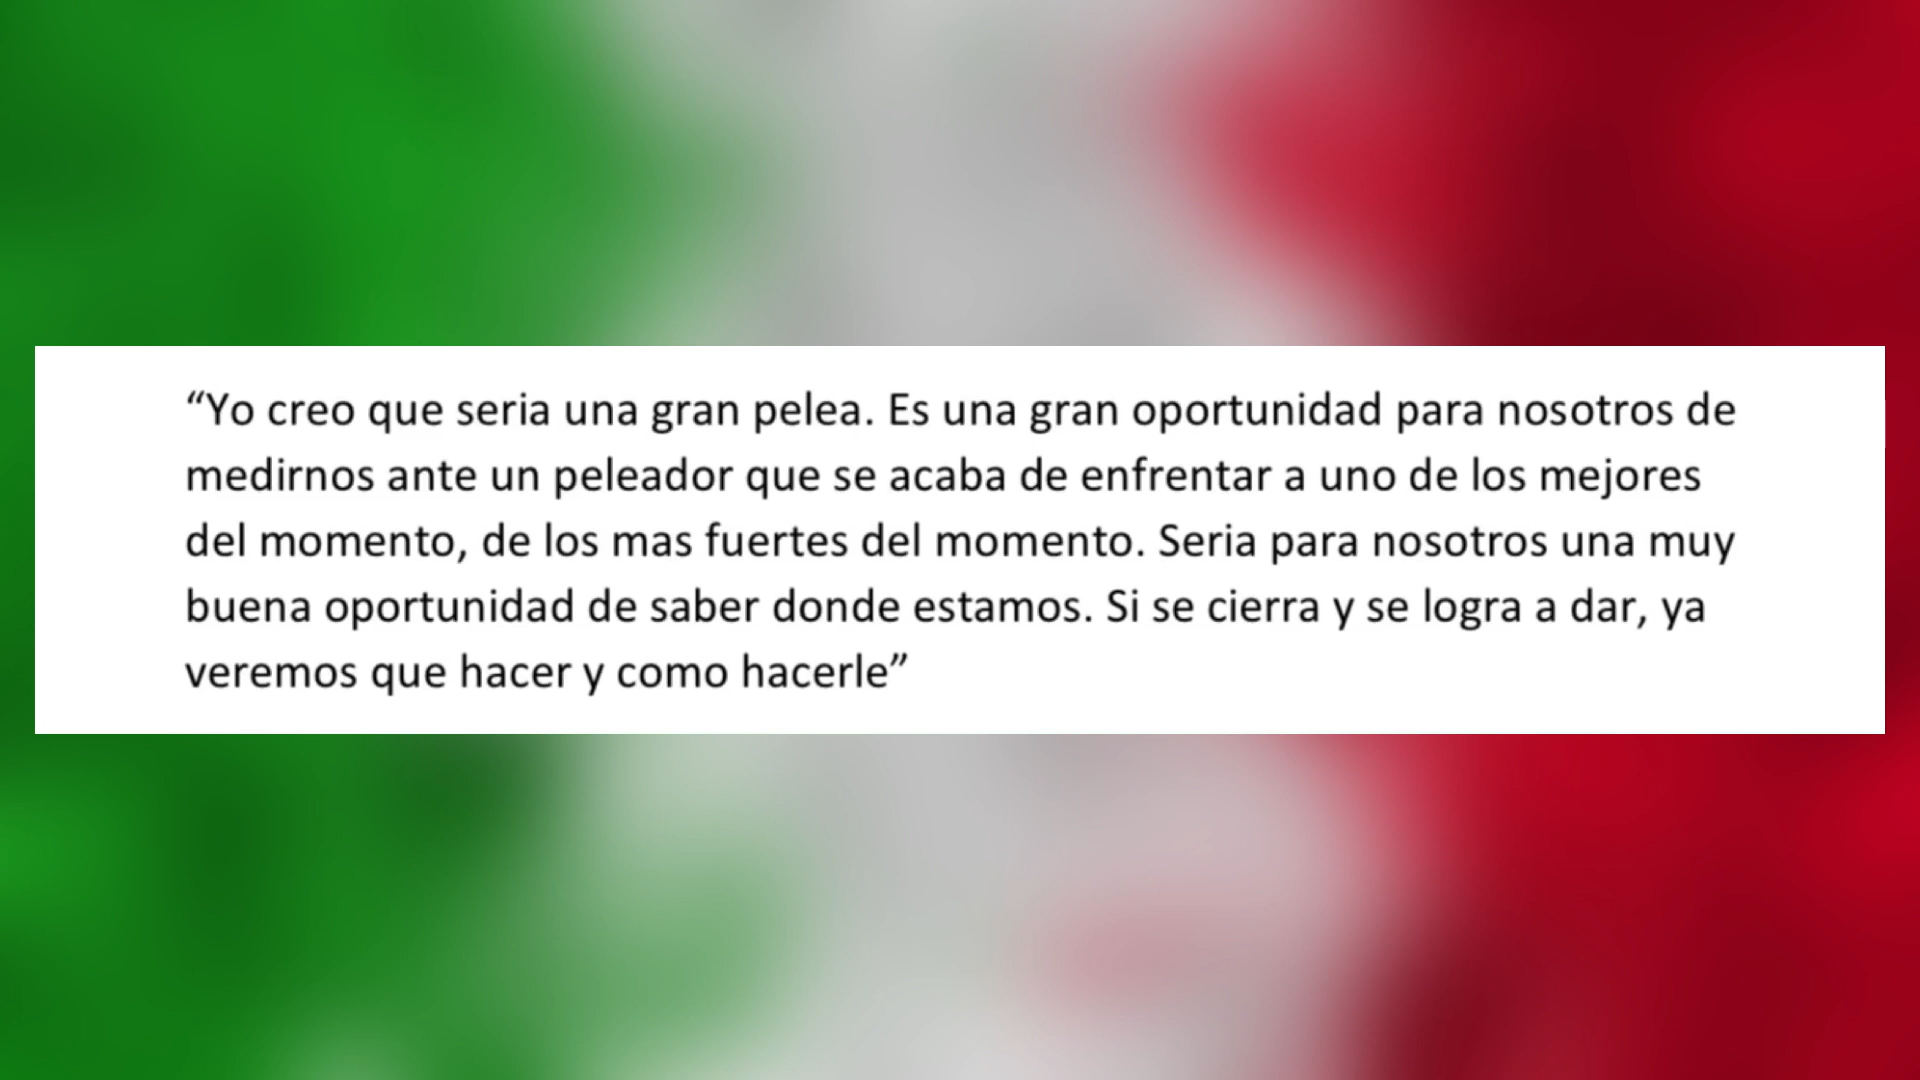 “Yo creo que seria una gran pelea. Es una gran oportunidad para nosotros de
medirnos ante un peleador que se acaba de enfrentar a uno de los mejores
del momento, de los mas fuertes del momento. Seria para nosotros una muy
buena oportunidad de saber donde estamos. Si se cierra y se logra a dar, ya
veremos que hacer y como hacerle”